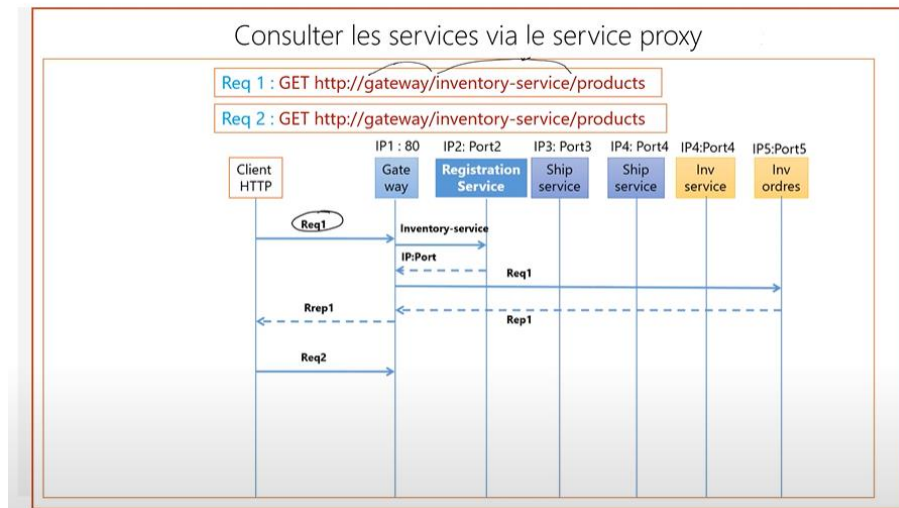 Consulter les services via le service proxy
Req 1 : GET http://gateway/inventory-service/products
Req 2 : GET http://gateway/inventory-service/products
IP1 : 80
IP2: Port2
IP3: Port3
IP4: Port4
IP4:Port4
IP5:Port5
Client
HTTP
Gate
way
Registration
Service
Ship
service
Ship
service
Inv
service
Inv
ordres
Req1
Inventory-service
IP:Port
Req1
Rrep1
Rep1
Req2